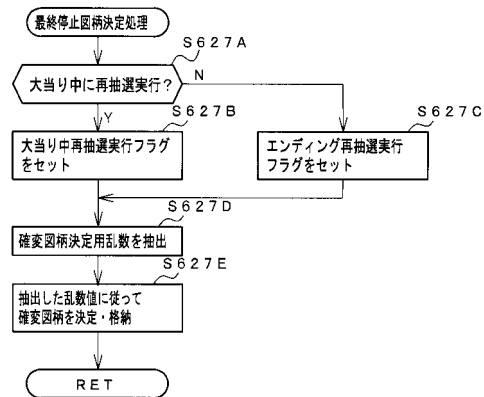 最終停止図柄決定処理
S627A
大当り中に再抽選実行？
N
Y
S627B
S627C
大当り中再抽選実行フラグ
をセット
エンディング再抽選実行
フラグをセット
S627D
確変図柄決定用乱数を抽出
S627E
抽出した乱数値に従って
確変図柄を決定・格納
RET